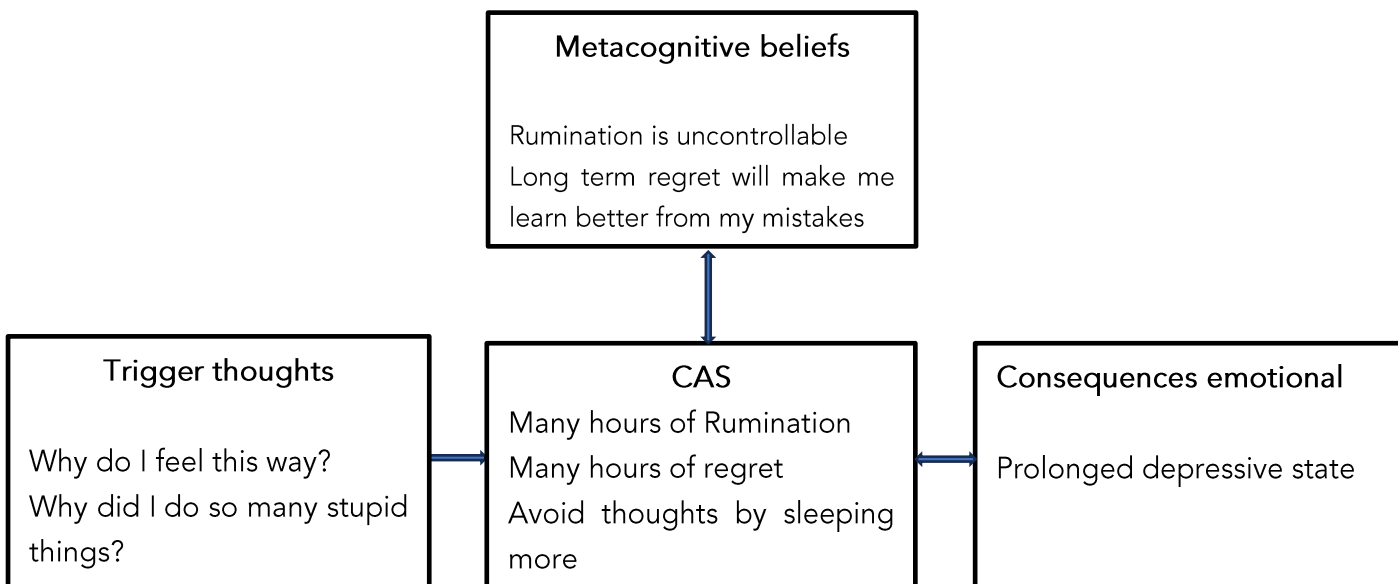 Metacognitive beliefs
Rumination is uncontrollable
Long term regret will make me
learn better from my mistakes
Trigger thoughts
Why do I feel this way?
Why did I do so many stupid
things?
CAS
Many hours of Rumination
Many hours of regret
Avoid thoughts by sleeping
more
Consequences emotional
Prolonged depressive state